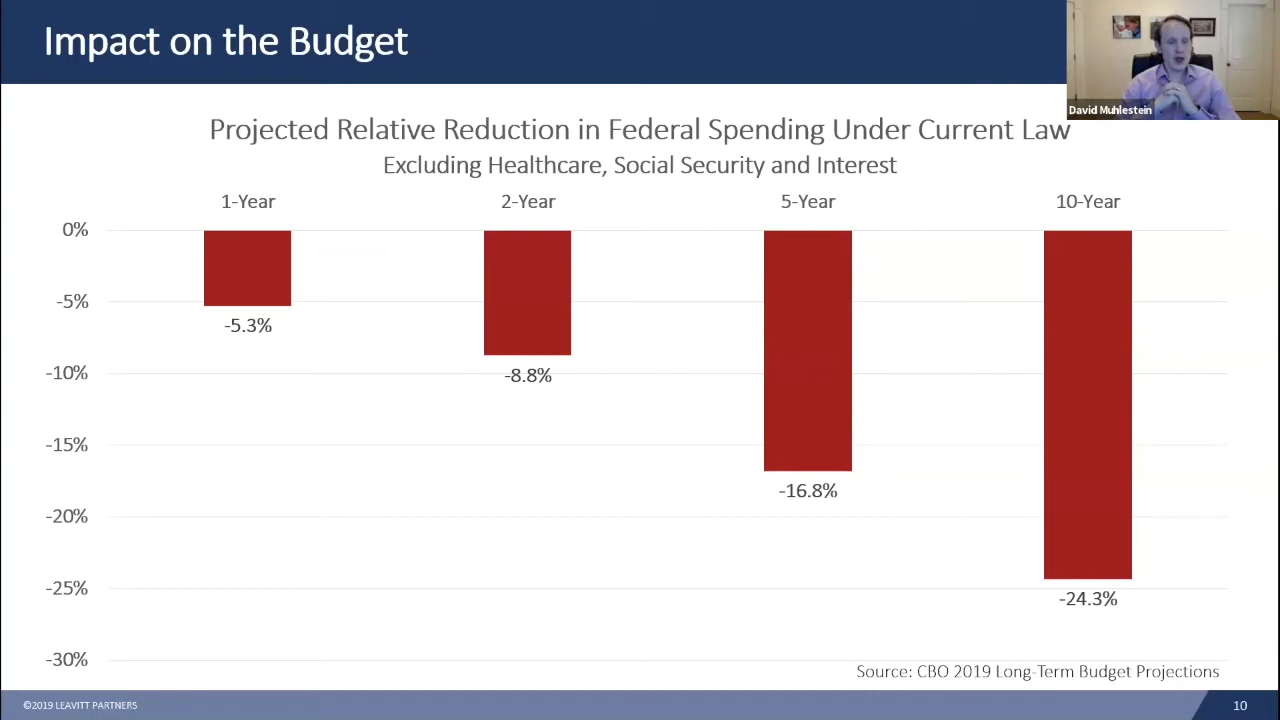 Impact on the Budget
David Muhlestein
Projected Relative Reduction in Federal Spending Under Current Law
Excluding Healthcare, Social Security and Interest
1-Year
2-Year
5-Year
10-Year
0%
-5%
-10%
-15%
-20%
-25%
-30%
-5.3%
-8.8%
-16.8%
-24.3%
Source: CBO 2019 Long-Term Budget Projections
©2019 LEAVITT PARTNERS
10